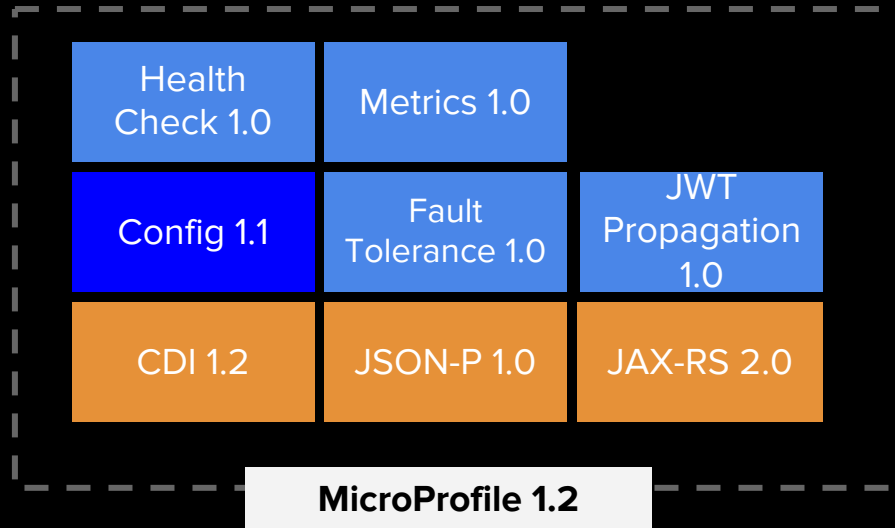 Health
Check 1.0
Metrics 1.0
Config 1.1
Fault
Tolerance 1.0
JWT
Propagation
1.0
CDI 1.2
JSON-P 1.0
JAX-RS 2.0
MicroProfile 1.2